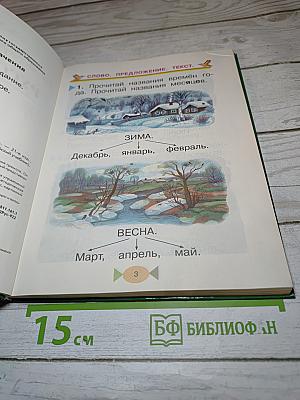 СЛОВО. ПРЕДЛОЖЕНИЕ. ТЕКСТ.
1. Прочитай названия времён го-
да. Прочитай названия месяцев.
ЗИМА.
Декабрь, январь, февраль.
ВЕСНА.
Март, апрель, май.
3
15 см
БФ БИБЛИОФАН